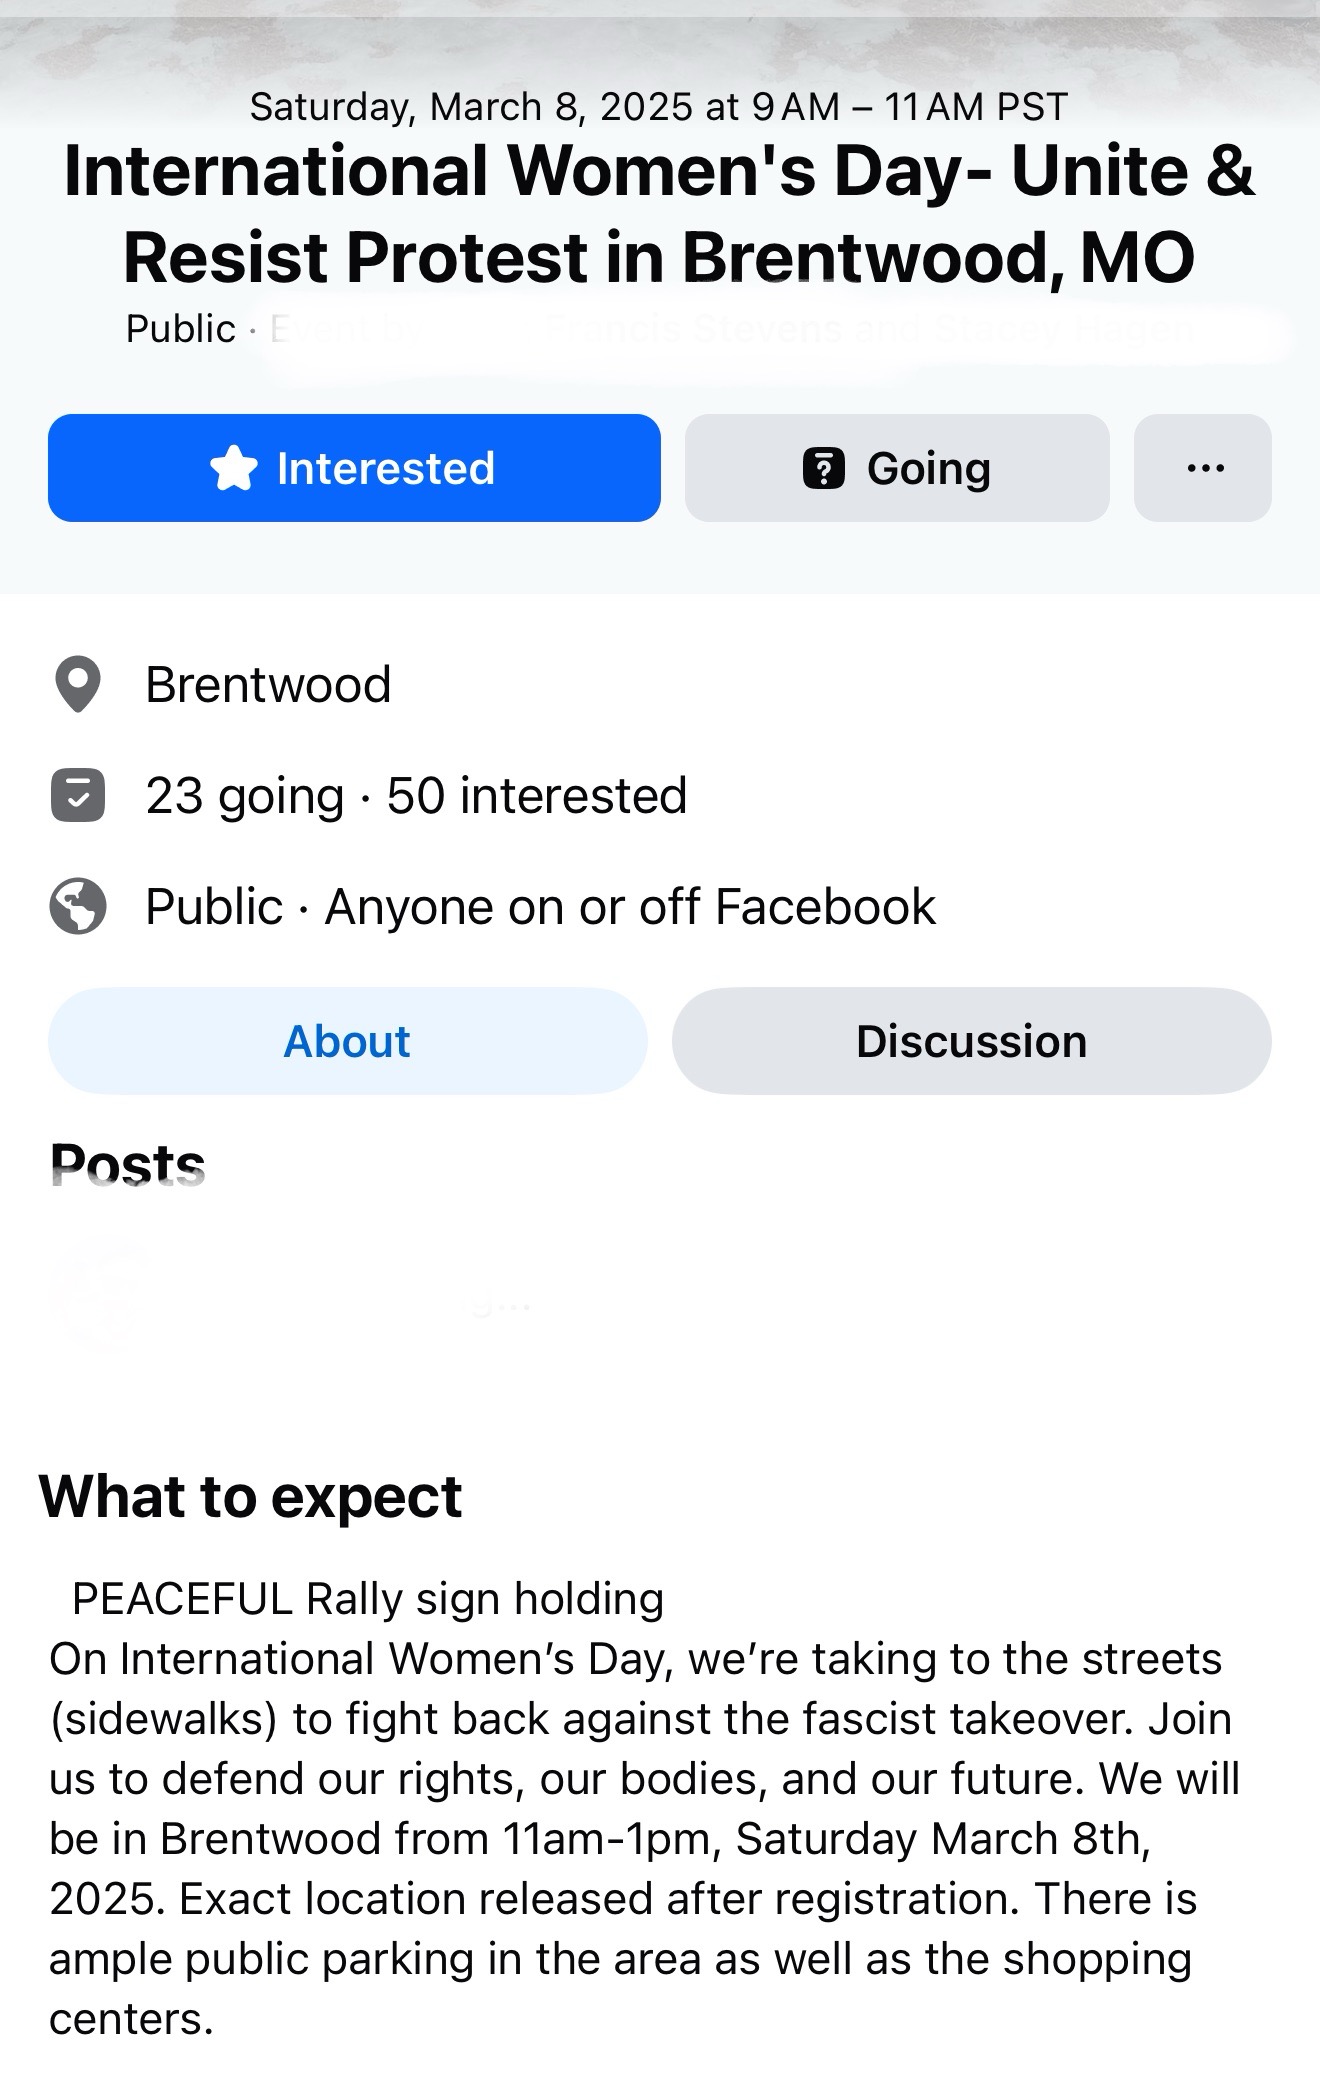 Saturday, March 8, 2025 at 9 AM – 11 AM PST
International Women's Day- Unite &
Resist Protest in Brentwood, MO
Public ·
Interested
Going
Brentwood
23 going · 50 interested
Public · Anyone on or off Facebook
About
Discussion
Posts
What to expect
PEACEFUL Rally sign holding
On International Women’s Day, we’re taking to the streets
(sidewalks) to fight back against the fascist takeover. Join
us to defend our rights, our bodies, and our future. We will
be in Brentwood from 11am-1pm, Saturday March 8th,
2025. Exact location released after registration. There is
ample public parking in the area as well as the shopping
centers.